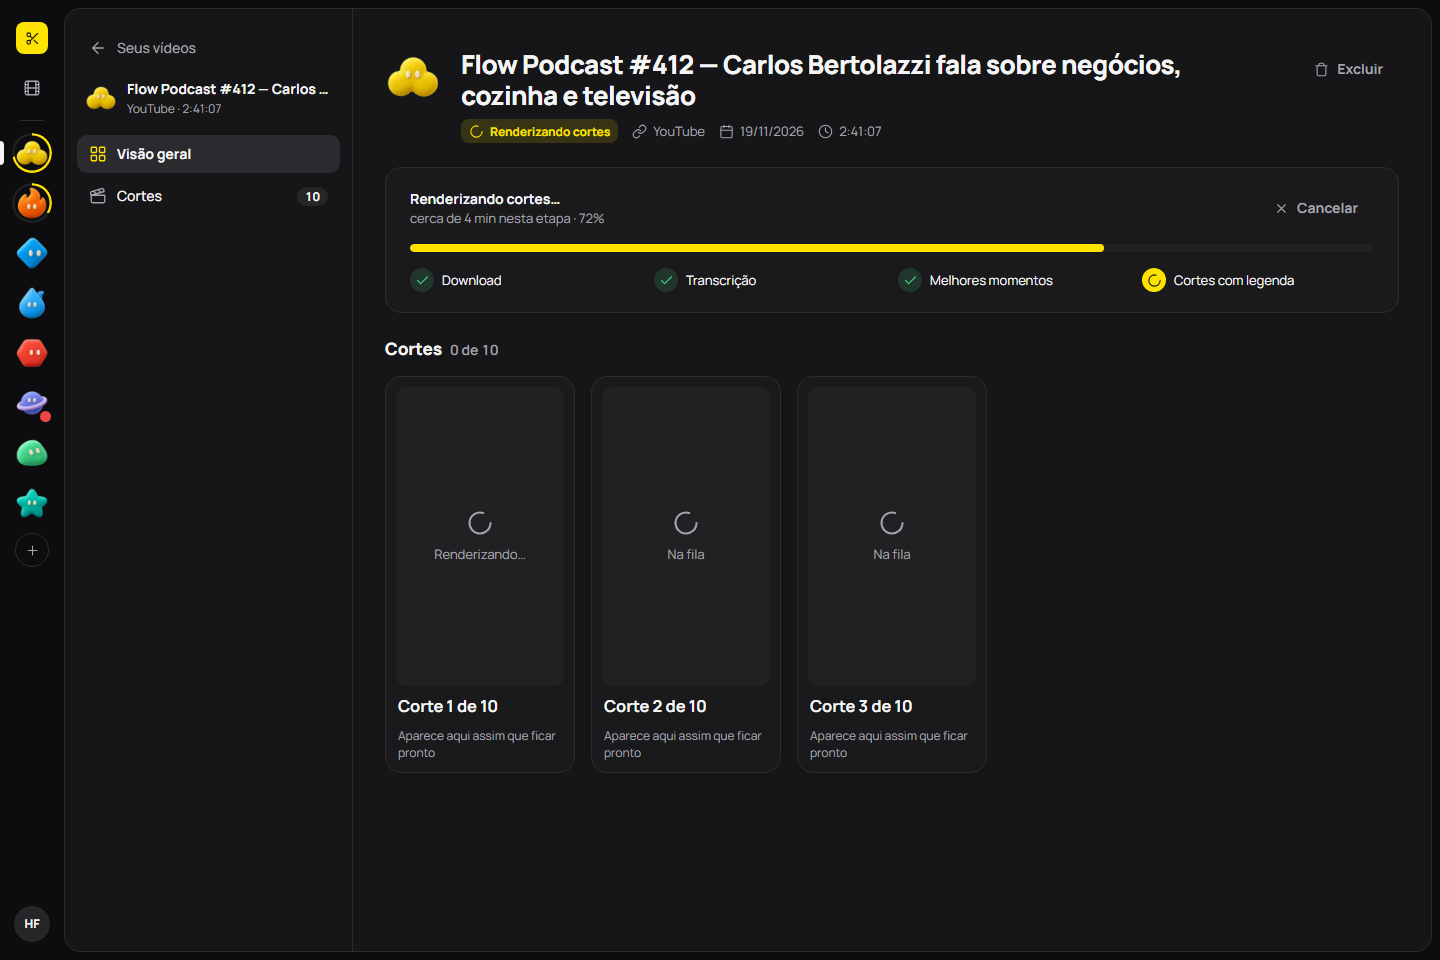 Seus vídeos
Flow Podcast #412 — Carlos ...
YouTube · 2:41:07
Visão geral
Cortes 10
HF
Flow Podcast #412 — Carlos Bertolazzi fala sobre negócios,
cozinha e televisão
Excluir
Renderizando cortes YouTube 19/11/2026 2:41:07
Renderizando cortes...
cerca de 4 min nesta etapa · 72%
Cancelar
Download Transcrição Melhores momentos Cortes com legenda
Cortes 0 de 10
Renderizando...
Corte 1 de 10
Aparece aqui assim que ficar
pronto
Na fila
Corte 2 de 10
Aparece aqui assim que ficar
pronto
Na fila
Corte 3 de 10
Aparece aqui assim que ficar
pronto